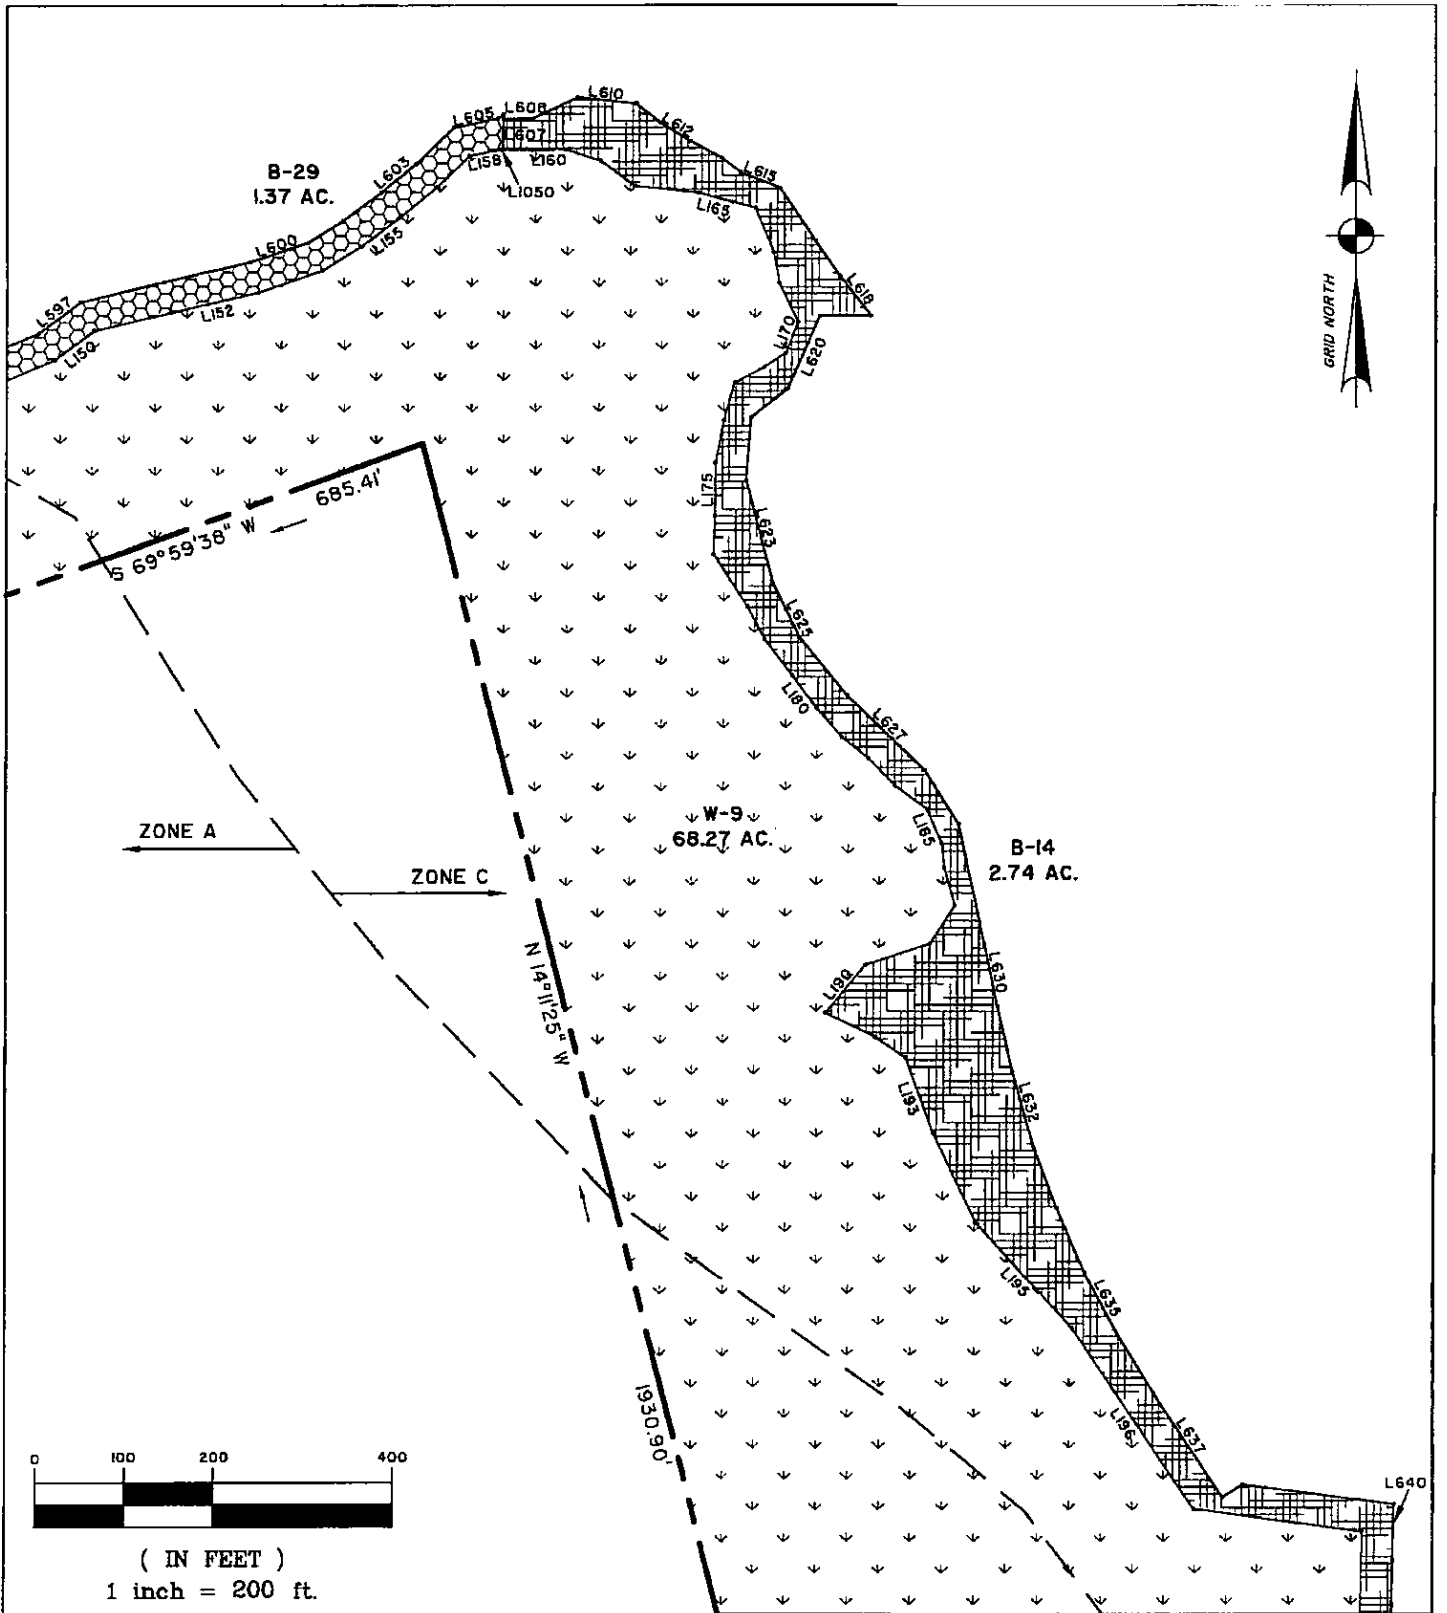 L610
L608
L605
L607
L612
L158
L160
L615
L603
B-29
1.37 AC.
L1050
L165
L155
L600
L618
GRID NORTH
L597
L152
L170
L620
L150
685.41'
S 69°59'38" W
L175
L623
L625
L180
L627
W-9
68.27 AC.
L185
B-14
2.74 AC.
ZONE A
ZONE C
N 14°11'25" W
L190
L630
L193
L632
L195
L635
1930.90'
L196
L637
L640
0 100 200 400
( IN FEET )
1 inch = 200 ft.